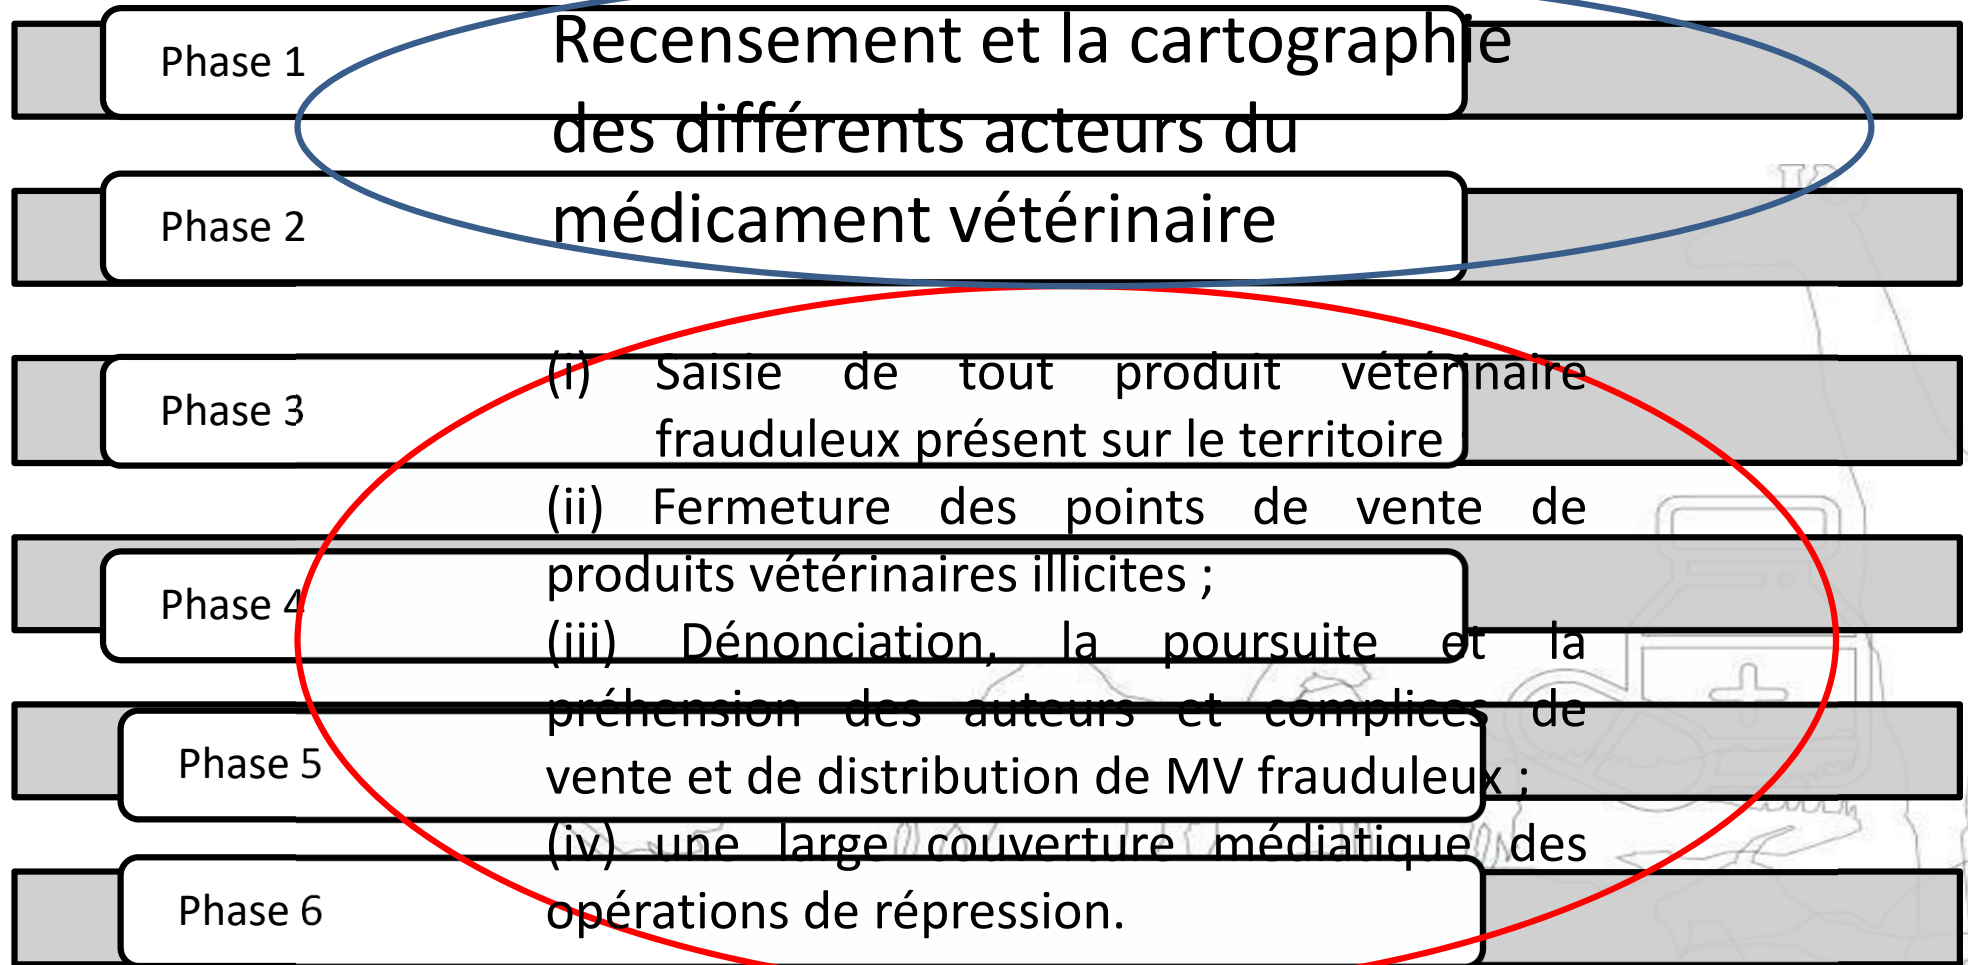 Phase 1
Recensement et la cartographie
des différents acteurs du
médicament vétérinaire
Phase 2
Phase 3
(i) Saisie de tout produit vétérinaire
frauduleux présent sur le territoire ;
(ii) Fermeture des points de vente de
produits vétérinaires illicites ;
Phase 4
(iii) Dénonciation, la poursuite et la
préhension des auteurs et complices de
vente et de distribution de MV frauduleux ;
Phase 5
(iv) une large couverture médiatique des
opérations de répression.
Phase 6